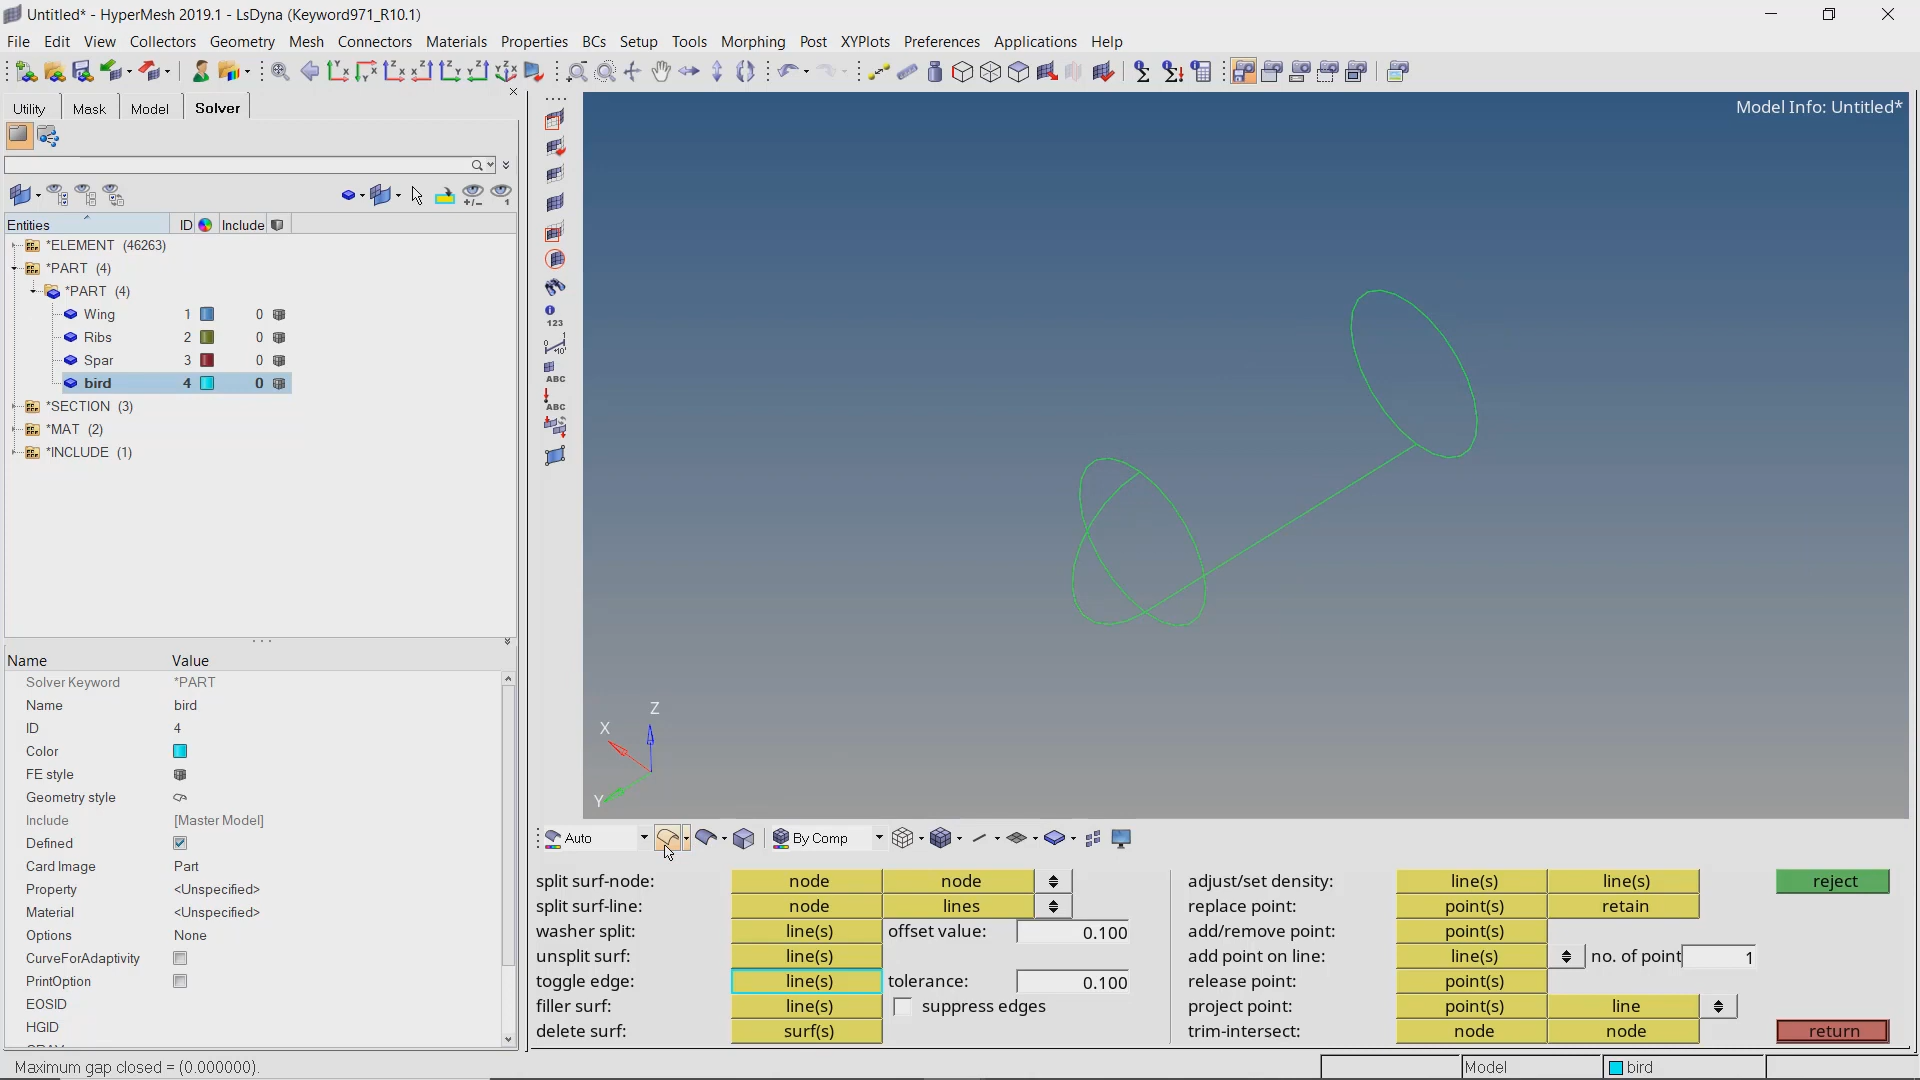 Untitled* - HyperMesh 2019.1 - LsDyna (Keyword971_R10.1)
File Edit View Collectors Geometry Mesh Connectors Materials Properties BCs Setup Tools Morphing Post XYPlots Preferences Applications Help
Utility Mask Model Solver
Model Info: Untitled*
Entities ID Include
*ELEMENT (46263)
*PART (4)
*PART (4)
Wing 1 0
Ribs 2 0
Spar 3 0
bird 4 0
*SECTION (3)
*MAT (2)
*INCLUDE (1)
123
ABC
ABC
Name Value
Solver Keyword *PART
Name bird
ID 4
Color
FE style
Geometry style
Include [Master Model]
Defined
Card Image Part
Property <Unspecified>
Material <Unspecified>
Options None
CurveForAdaptivity
PrintOption
EOSID
HGID
Z
X
Y
Auto By Comp
split surf-node: node node adjust/set density: line(s) line(s) reject
split surf-line: node lines replace point: point(s) retain
washer split: line(s) offset value: 0.100 add/remove point: point(s)
unsplit surf: line(s) add point on line: line(s) no. of point 1
toggle edge: line(s) tolerance: 0.100 release point: point(s)
filler surf: line(s) suppress edges project point: point(s) line
delete surf: surf(s) trim-intersect: node node return
Maximum gap closed = (0.000000). Model bird